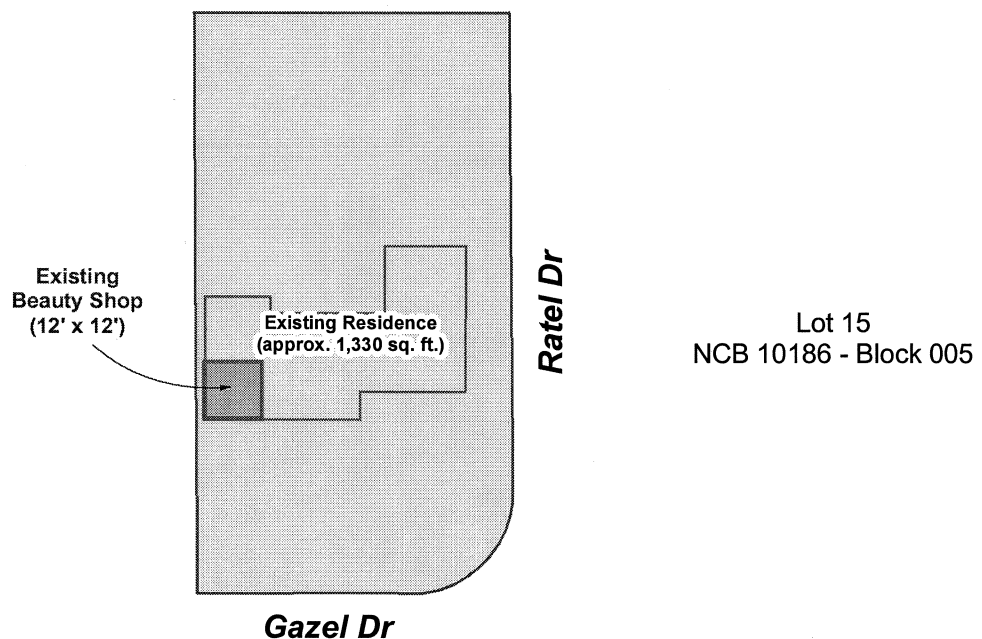 Existing
Beauty Shop
(12' x 12')
Existing Residence
(approx. 1,330 sq. ft.)
Ratel Dr
Lot 15
NCB 10186 - Block 005
Gazel Dr